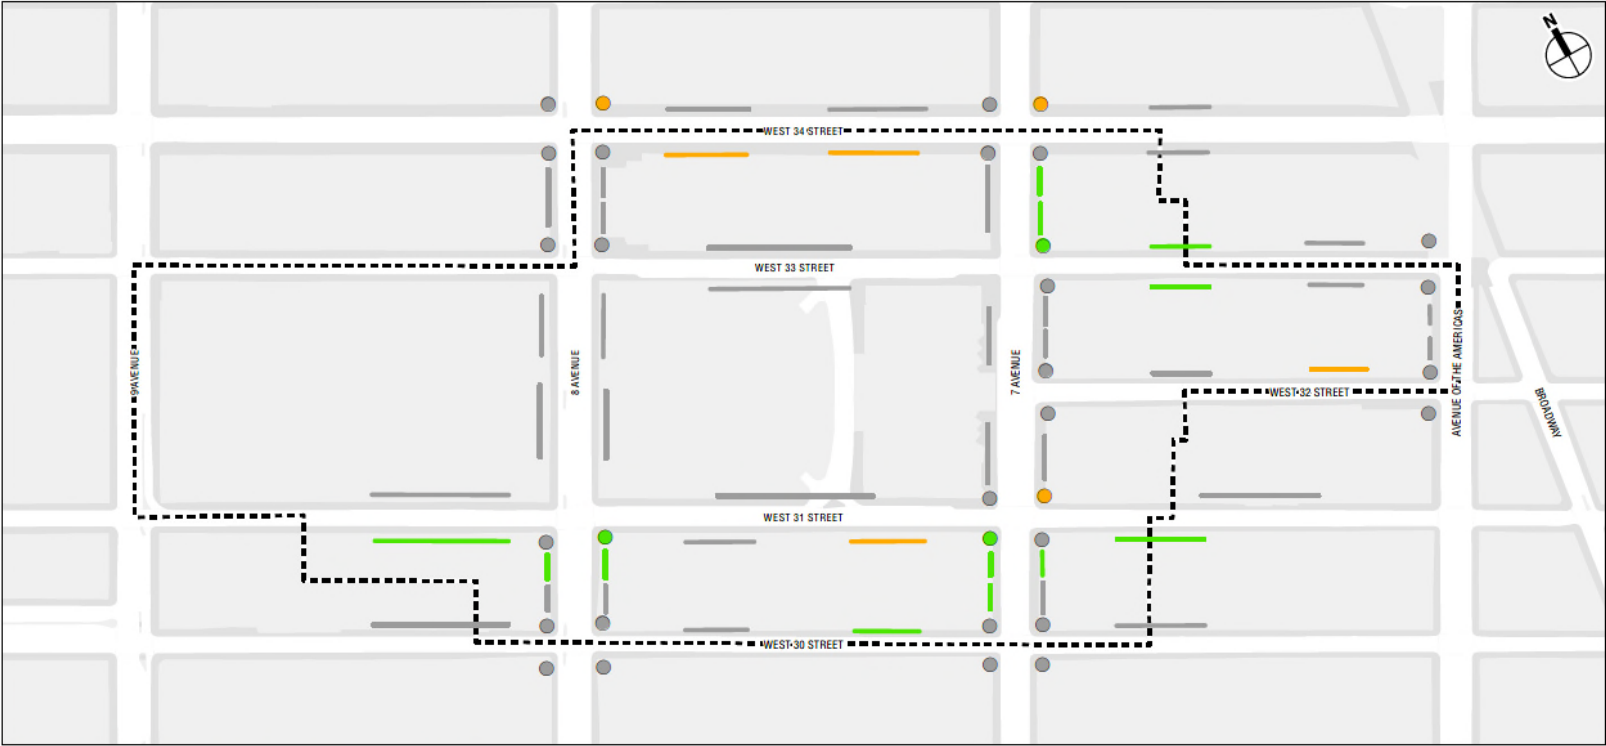 N
WEST 34 STREET
WEST 33 STREET
9 AVENUE
8 AVENUE
7 AVENUE
AVENUE OF THE AMERICAS
BROADWAY
WEST 32 STREET
WEST 31 STREET
WEST 30 STREET